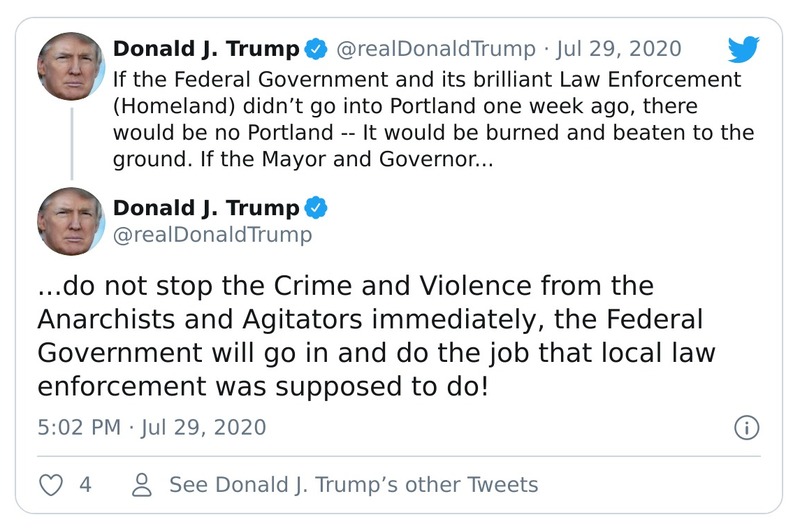 Donald J. Trump @realDonaldTrump · Jul 29, 2020
If the Federal Government and its brilliant Law Enforcement
(Homeland) didn’t go into Portland one week ago, there
would be no Portland -- It would be burned and beaten to the
ground. If the Mayor and Governor...
Donald J. Trump
@realDonaldTrump
...do not stop the Crime and Violence from the
Anarchists and Agitators immediately, the Federal
Government will go in and do the job that local law
enforcement was supposed to do!
5:02 PM · Jul 29, 2020
4 See Donald J. Trump’s other Tweets